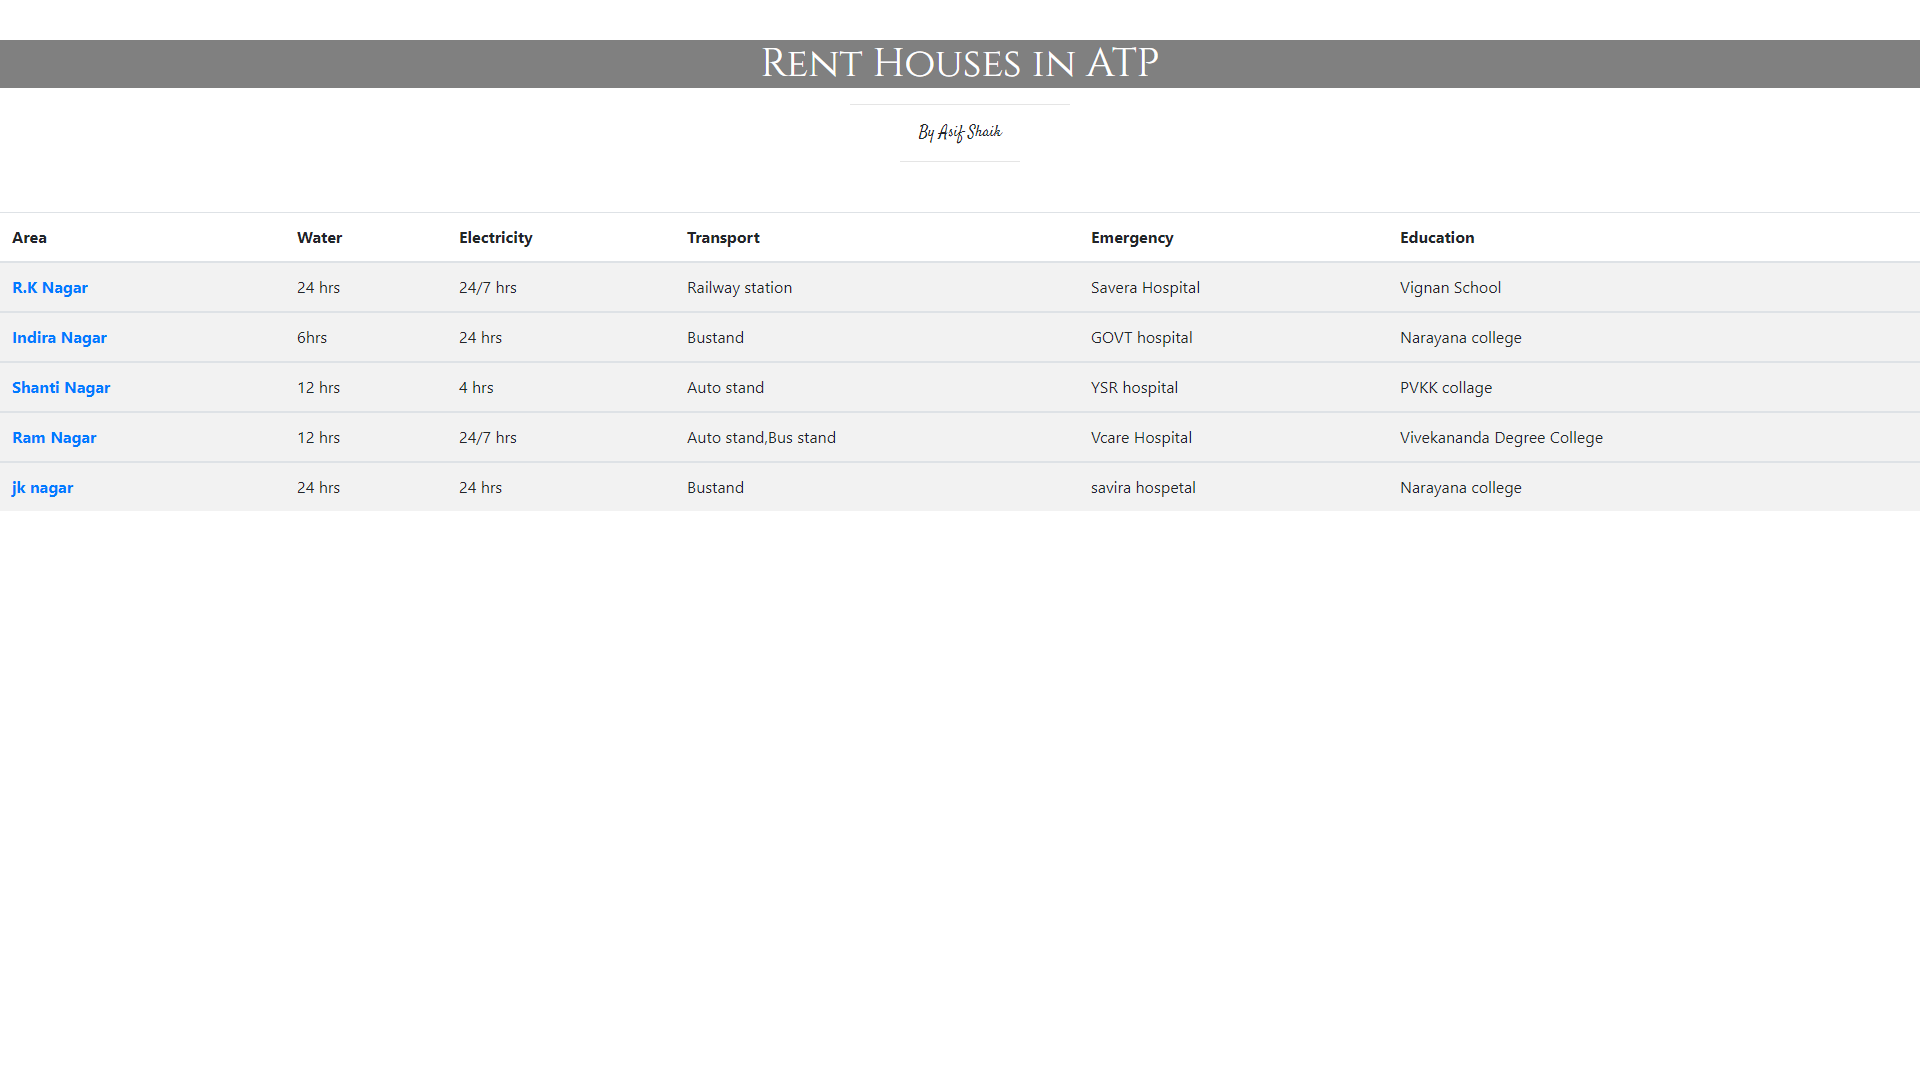 Rent Houses in ATP
By Asif Shaik
Area Water Electricity Transport Emergency Education
R.K Nagar 24 hrs 24/7 hrs Railway station Savera Hospital Vignan School
Indira Nagar 6hrs 24 hrs Bustand GOVT hospital Narayana college
Shanti Nagar 12 hrs 4 hrs Auto stand YSR hospital PVKK collage
Ram Nagar 12 hrs 24/7 hrs Auto stand,Bus stand Vcare Hospital Vivekananda Degree College
jk nagar 24 hrs 24 hrs Bustand savira hospetal Narayana college